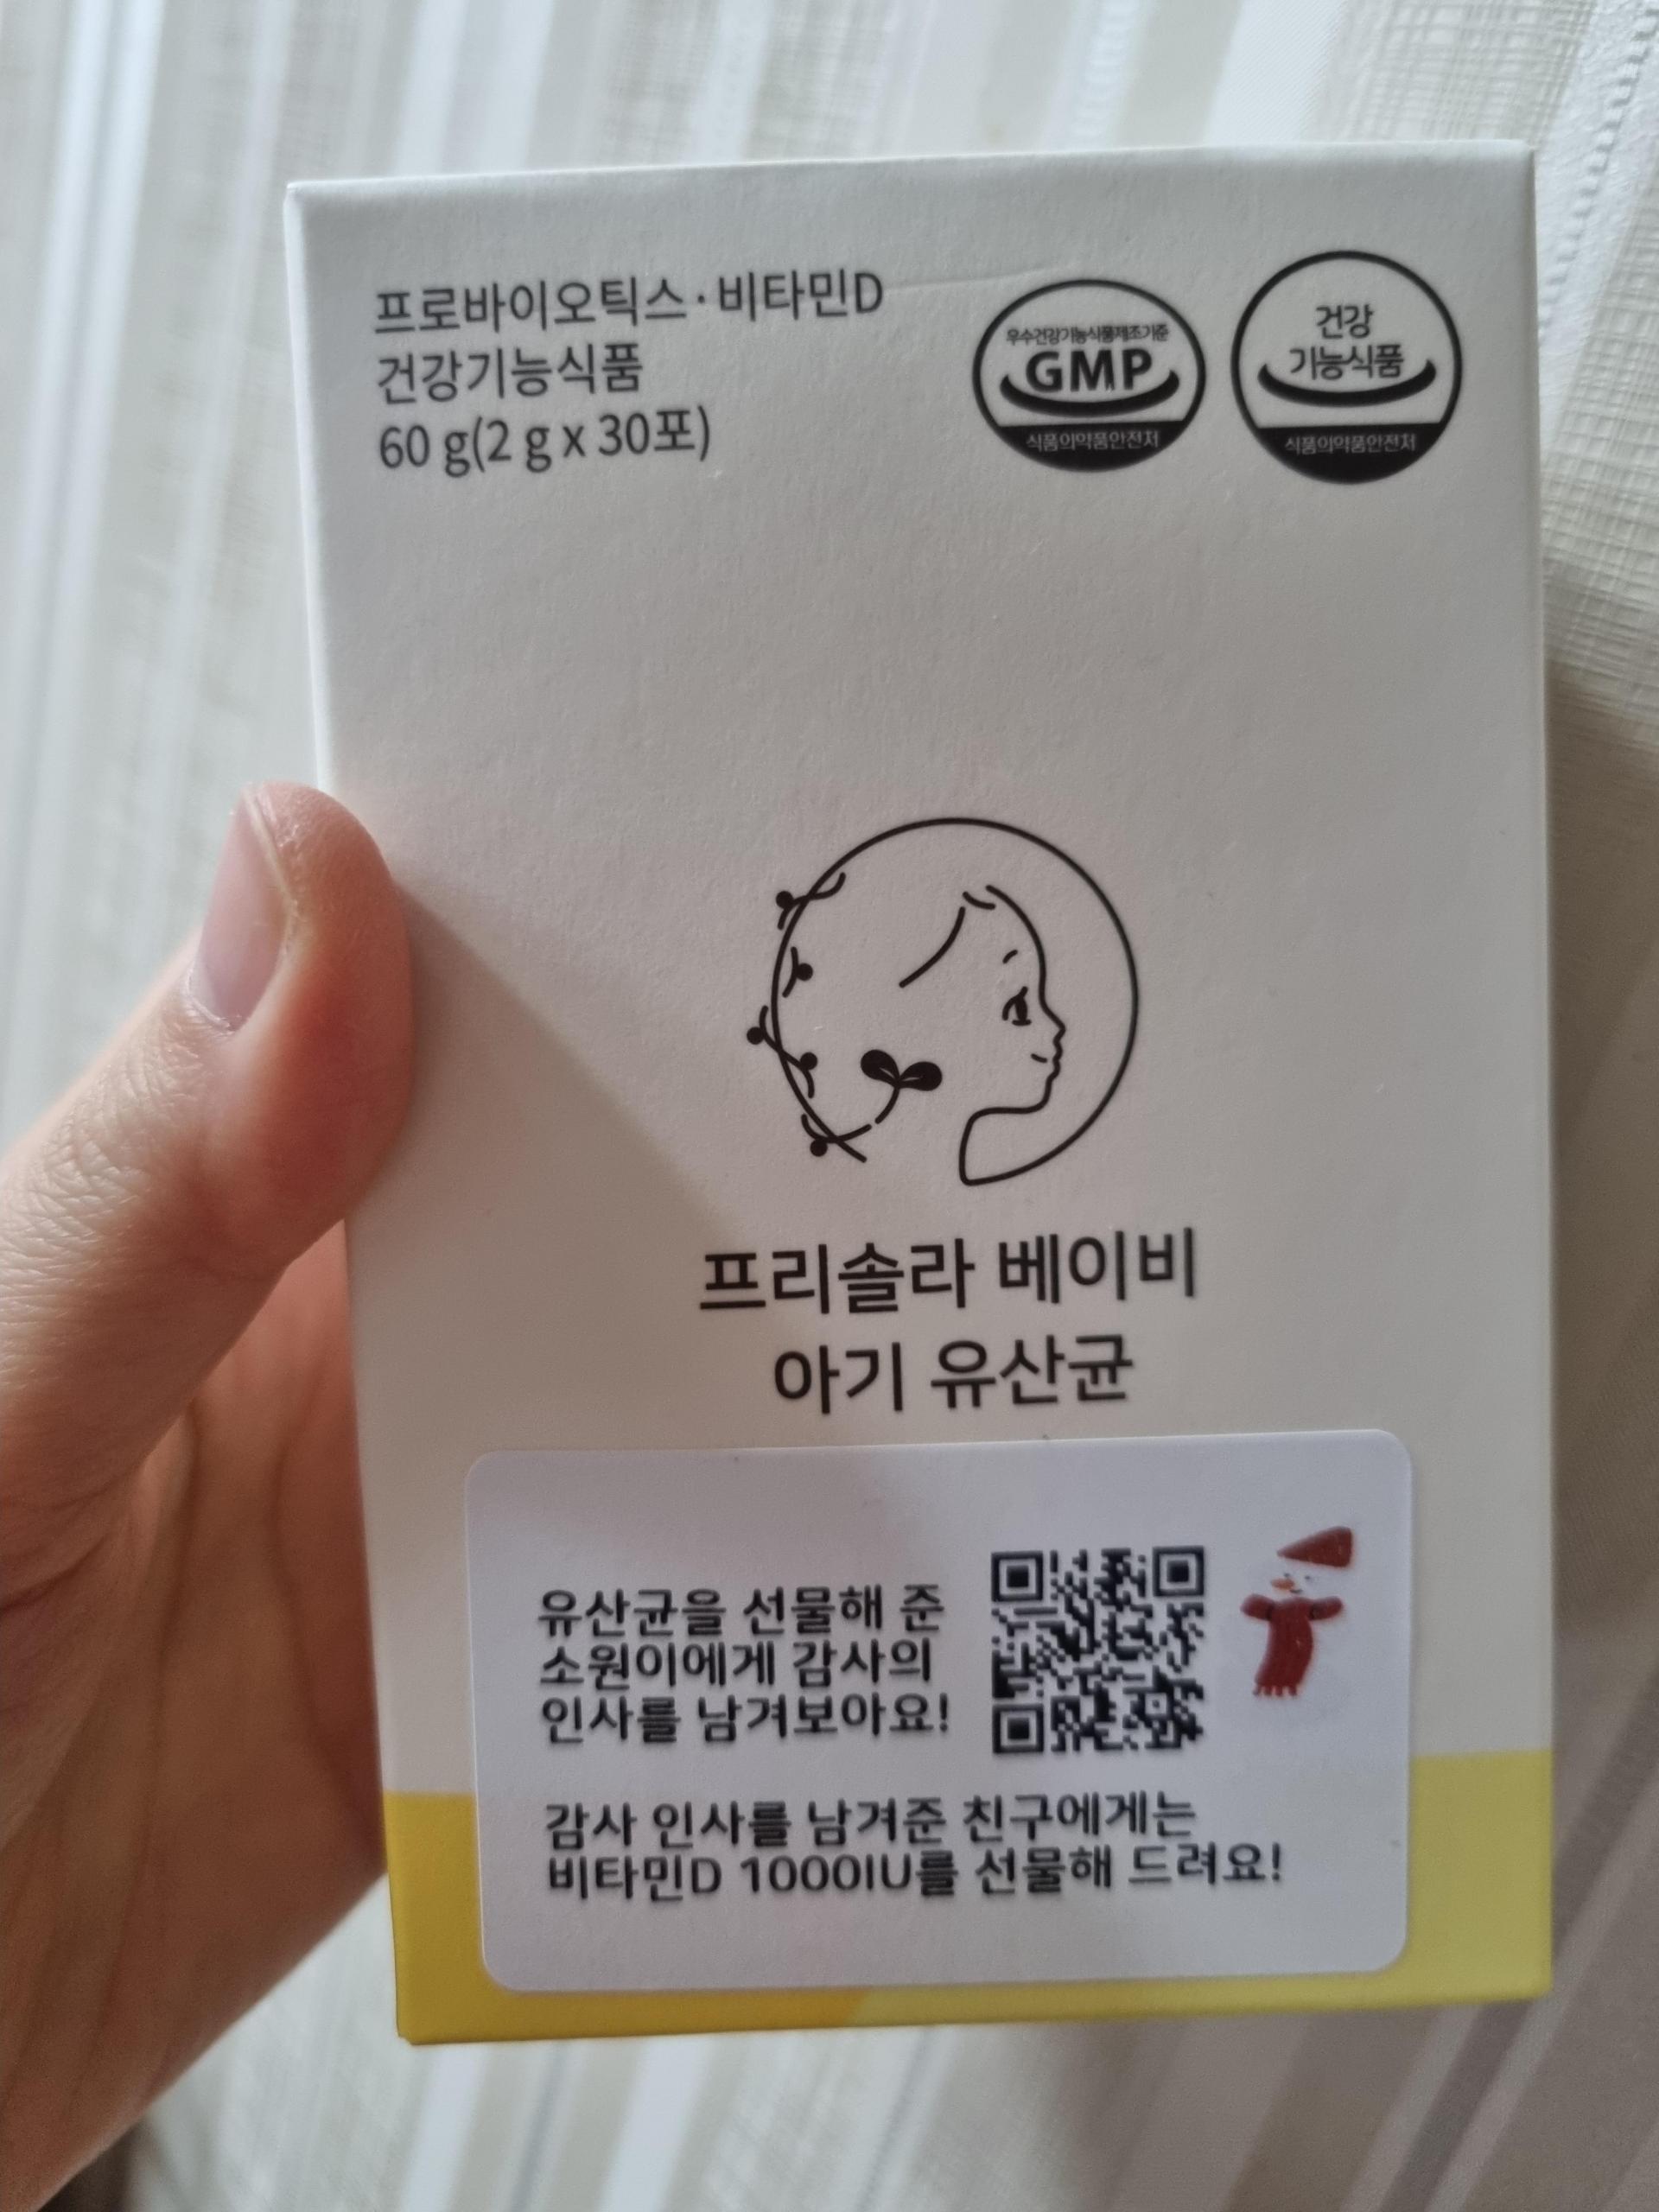 프로바이오틱스·비타민D
건강기능식품
60 g(2 g x 30포)
우수건강기능식품제조기준
GMP
식품의약품안전처
건강
기능식품
식품의약품안전처
프리솔라 베이비
아기 유산균
유산균을 선물해 준
소원이에게 감사의
인사를 남겨보아요!
감사 인사를 남겨준 친구에게는
비타민D 1000IU를 선물해 드려요!